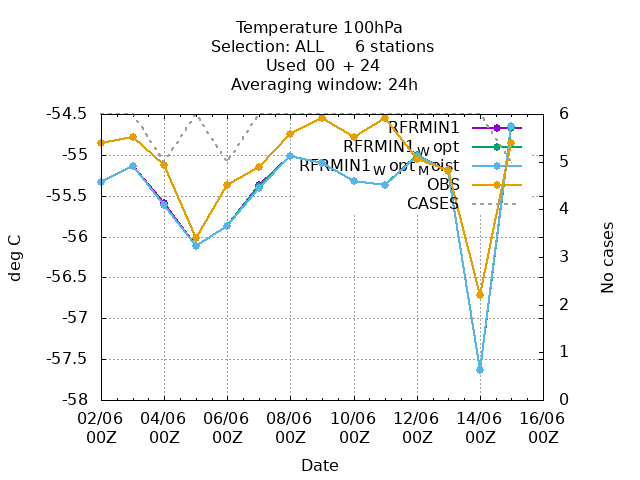 Temperature 100hPa
Selection: ALL 6 stations
Used 00 + 24
Averaging window: 24h
-54.5
-55
-55.5
-56
-56.5
-57
-57.5
-58
6
5
4
3
2
1
0
RFRMIN1
RFRMIN1_W opt
RFRMIN1_W opt_Moist
OBS
CASES
deg C
No cases
02/06 04/06 06/06 08/06 10/06 12/06 14/06 16/06
00Z 00Z 00Z 00Z 00Z 00Z 00Z 00Z
Date